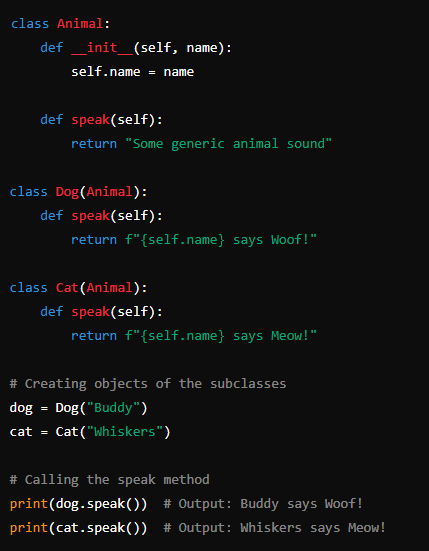 class Animal:
    def __init__(self, name):
        self.name = name

    def speak(self):
        return "Some generic animal sound"

class Dog(Animal):
    def speak(self):
        return f"{self.name} says Woof!"

class Cat(Animal):
    def speak(self):
        return f"{self.name} says Meow!"

# Creating objects of the subclasses
dog = Dog("Buddy")
cat = Cat("Whiskers")

# Calling the speak method
print(dog.speak())  # Output: Buddy says Woof!
print(cat.speak())  # Output: Whiskers says Meow!